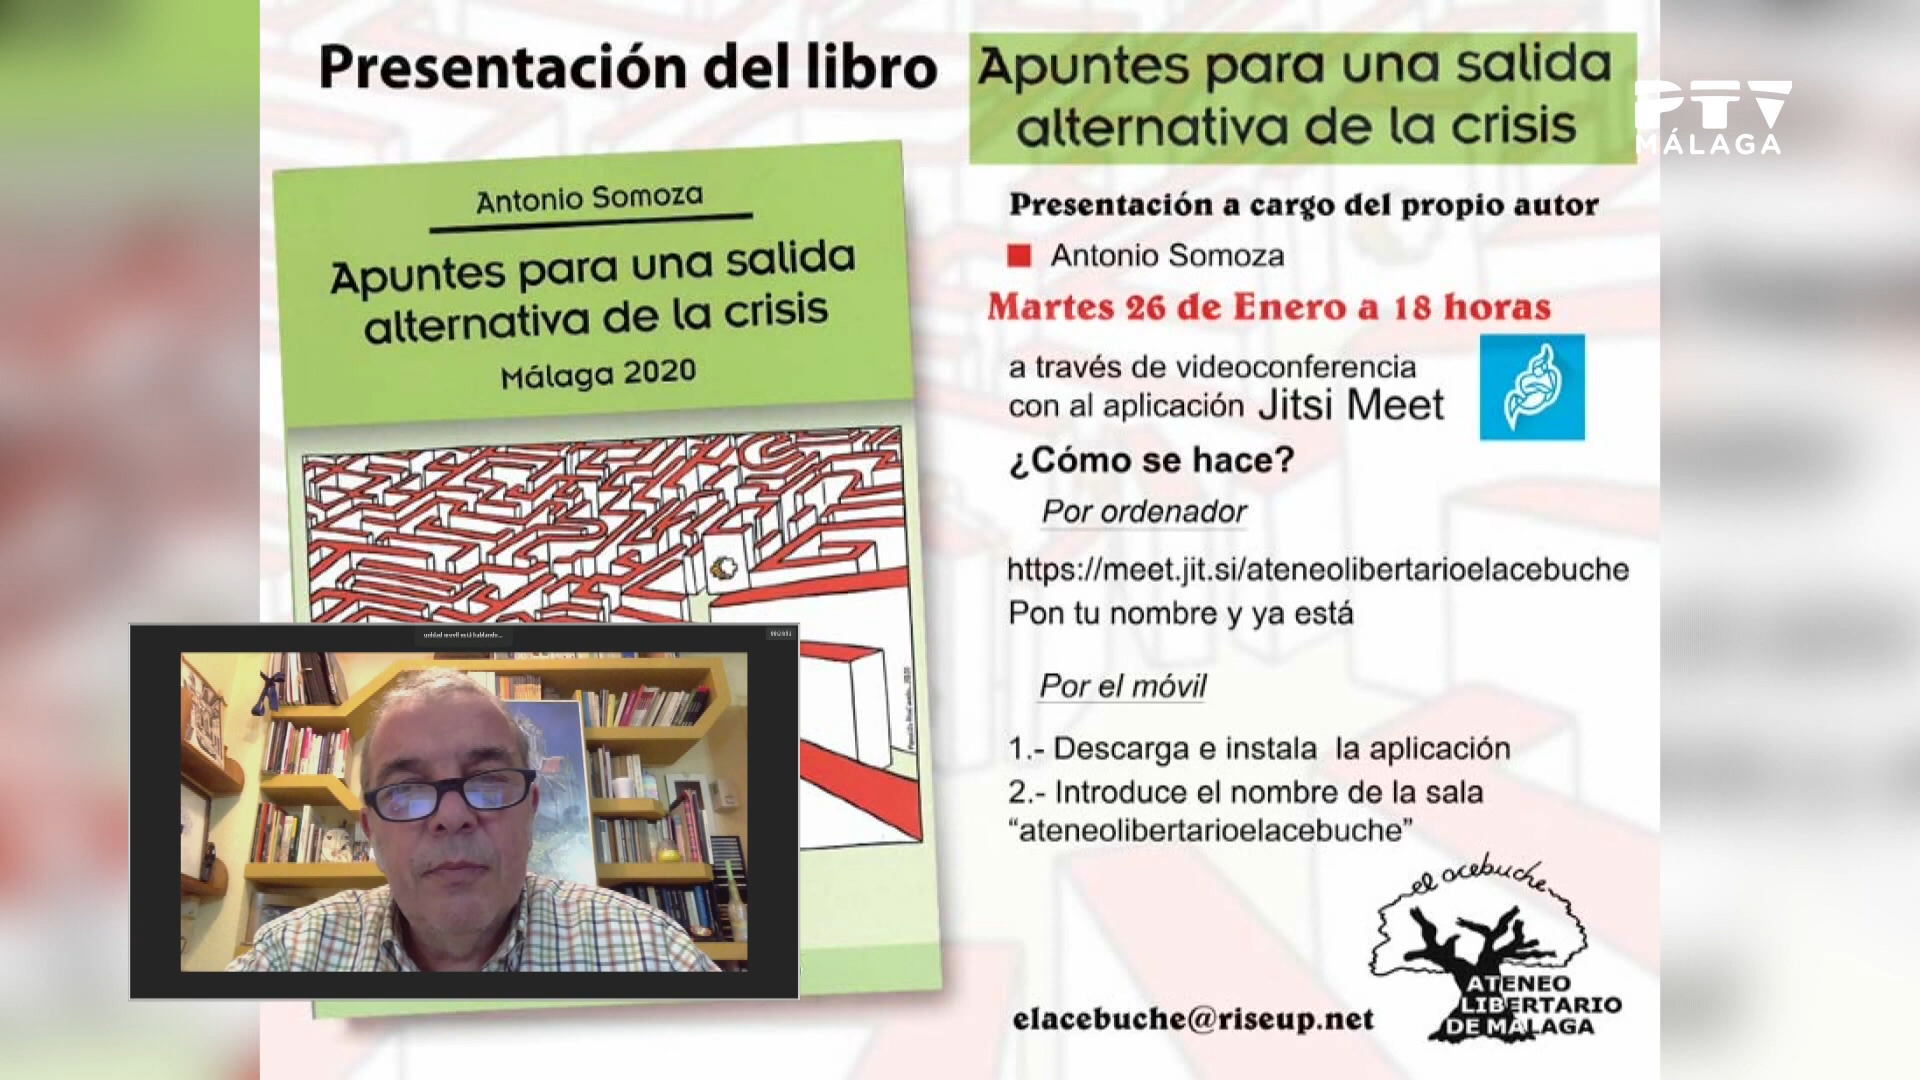 Presentación del libro
Apuntes para una salida
alternativa de la crisis
PTV
MÁLAGA
Antonio Somoza
Apuntes para una salida
alternativa de la crisis
Málaga 2020
Presentación a cargo del propio autor
Antonio Somoza
Martes 26 de Enero a 18 horas
a través de videoconferencia
con al aplicación Jitsi Meet
¿Cómo se hace?
Por ordenador
https://meet.jit.si/ateneolibertarioelacebuche
Pon tu nombre y ya está
Por el móvil
1.- Descarga e instala la aplicación
2.- Introduce el nombre de la sala
“ateneolibertarioelacebuche”
elacebuche@riseup.net
el acebuche
ATENEO
LIBERTARIO
DE MÁLAGA
unidad movil está hablando...